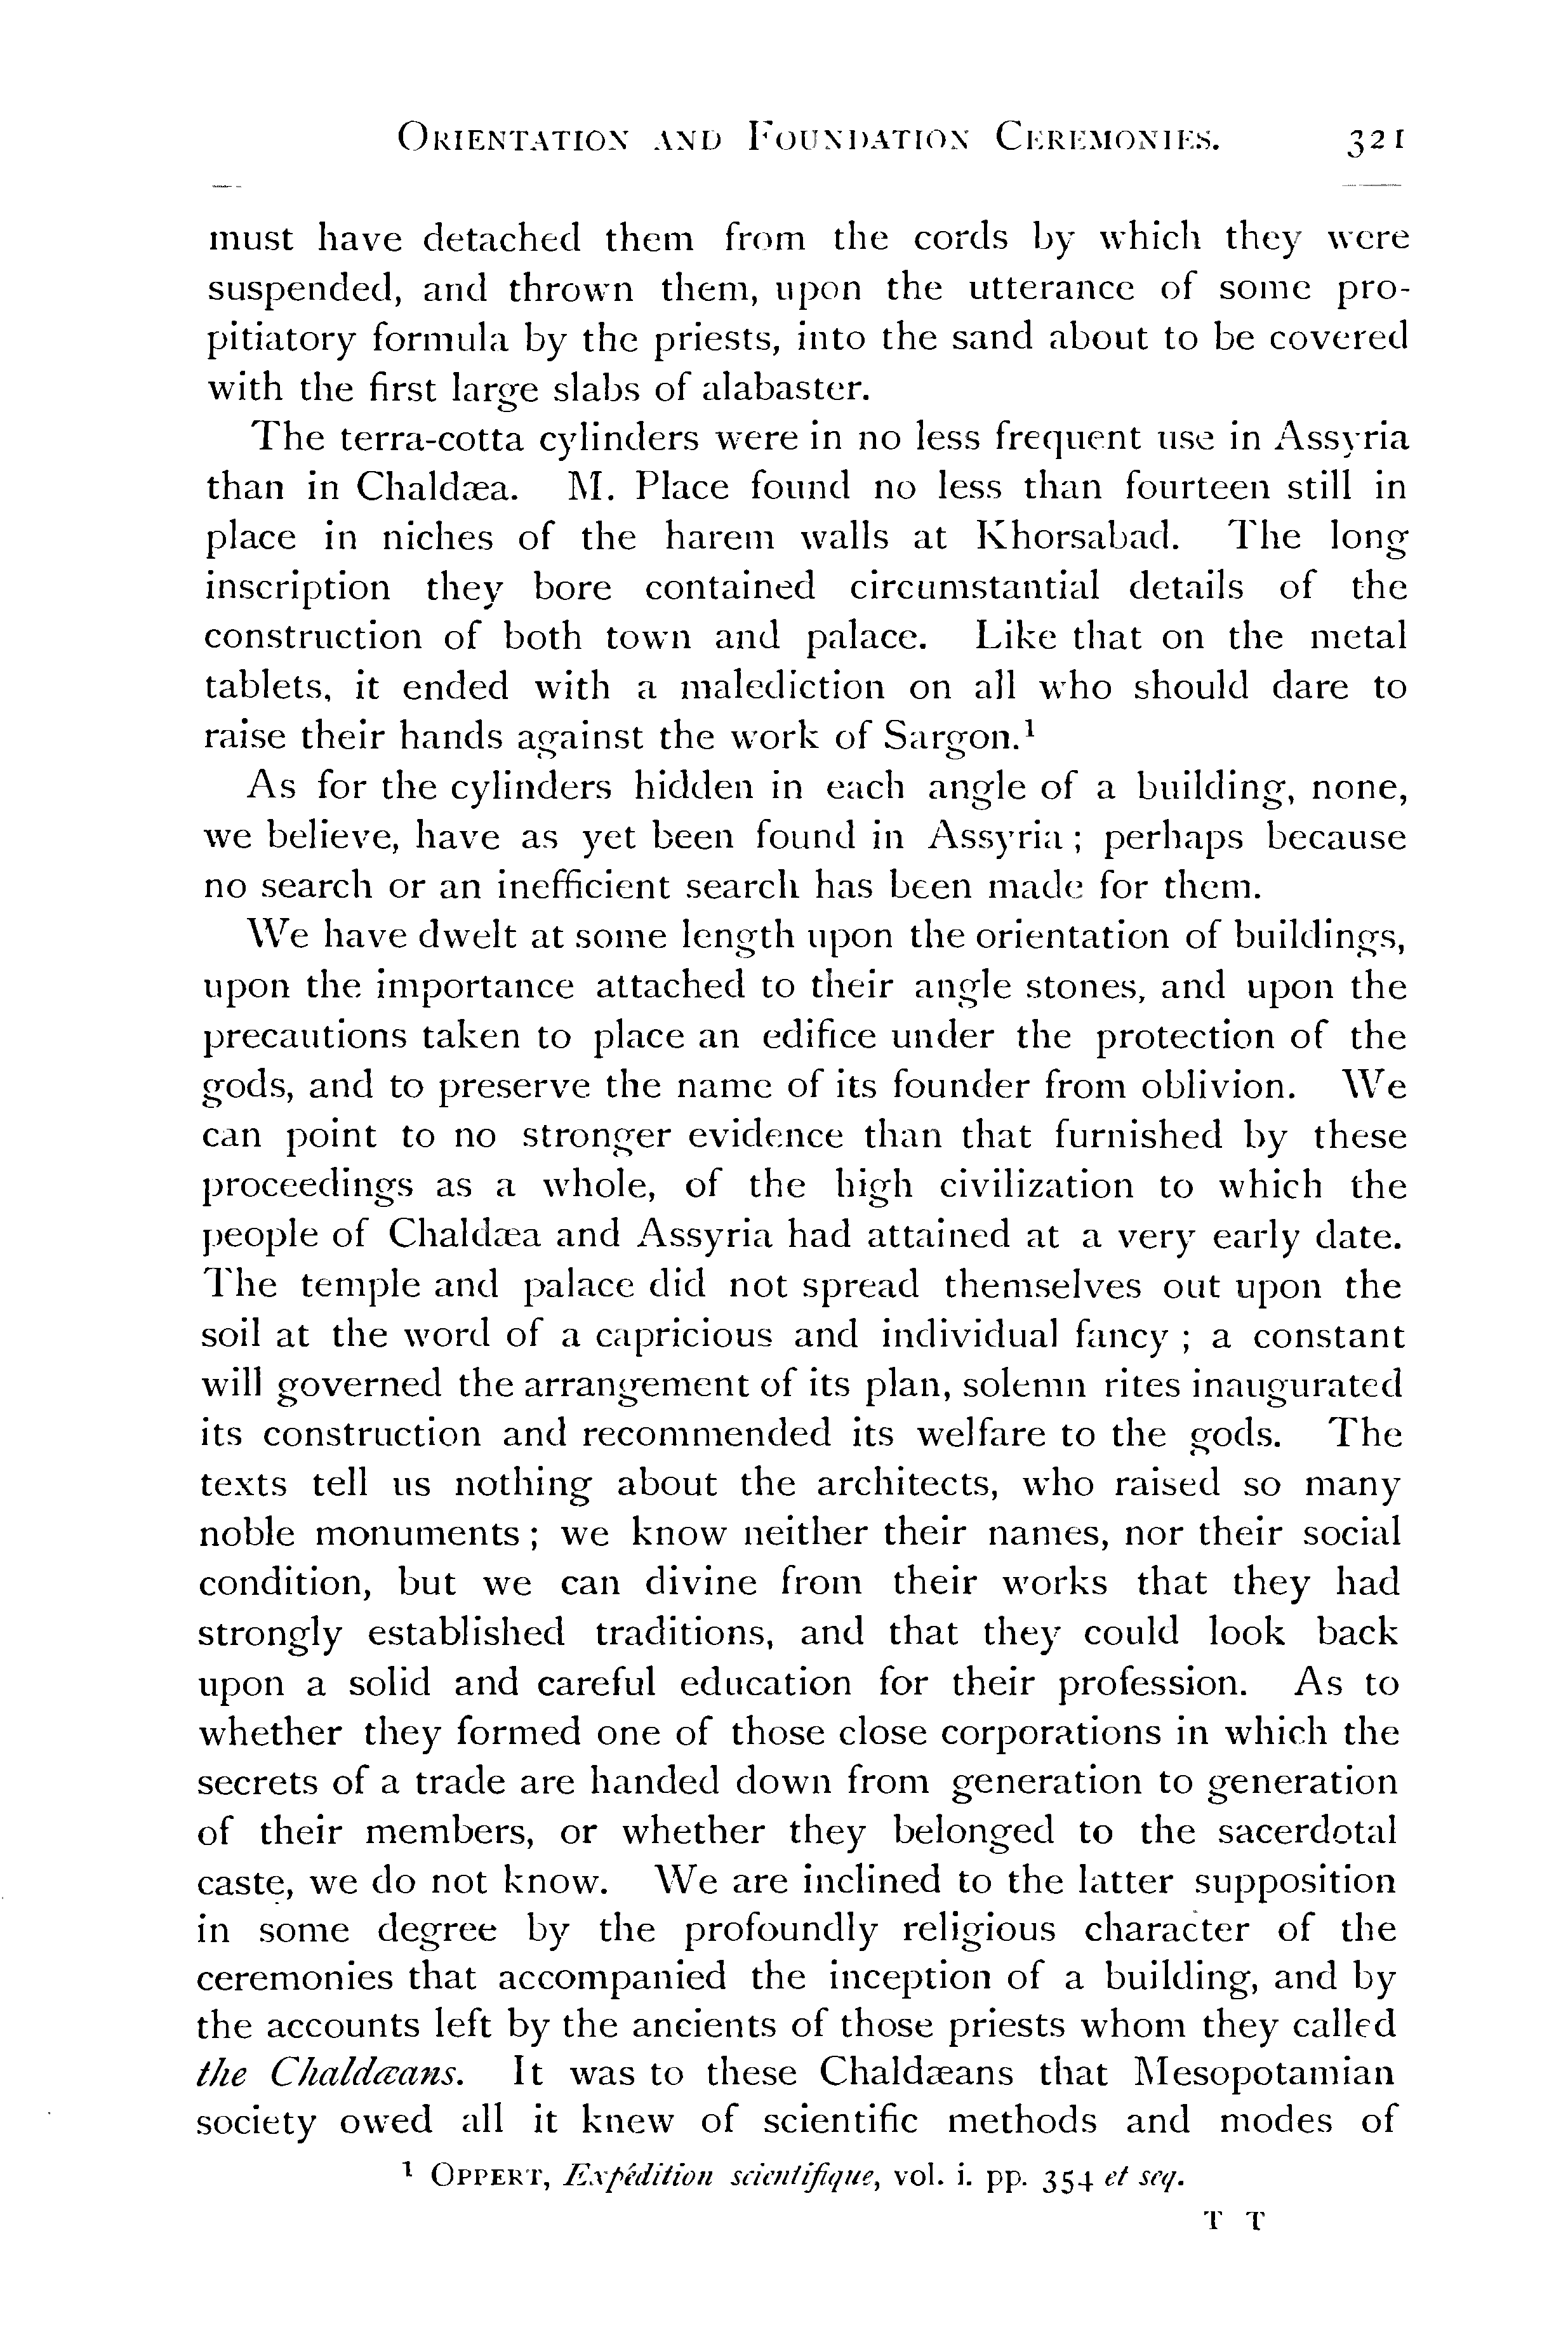 ORIENTATION AND FOUNDATION CEREMONIES. 321
must have detached them from the cords by which they were
suspended, and thrown them, upon the utterance of some pro-
pitiatory formula by the priests, into the sand about to be covered
with the first large slabs of alabaster.
The terra-cotta cylinders were in no less frequent use in Assyria
than in Chaldæa. M. Place found no less than fourteen still in
place in niches of the harem walls at Khorsabad. The long
inscription they bore contained circumstantial details of the
construction of both town and palace. Like that on the metal
tablets, it ended with a malediction on all who should dare to
raise their hands against the work of Sargon.¹
As for the cylinders hidden in each angle of a building, none,
we believe, have as yet been found in Assyria; perhaps because
no search or an inefficient search has been made for them.
We have dwelt at some length upon the orientation of buildings,
upon the importance attached to their angle stones, and upon the
precautions taken to place an edifice under the protection of the
gods, and to preserve the name of its founder from oblivion. We
can point to no stronger evidence than that furnished by these
proceedings as a whole, of the high civilization to which the
people of Chaldæa and Assyria had attained at a very early date.
The temple and palace did not spread themselves out upon the
soil at the word of a capricious and individual fancy; a constant
will governed the arrangement of its plan, solemn rites inaugurated
its construction and recommended its welfare to the gods. The
texts tell us nothing about the architects, who raised so many
noble monuments; we know neither their names, nor their social
condition, but we can divine from their works that they had
strongly established traditions, and that they could look back
upon a solid and careful education for their profession. As to
whether they formed one of those close corporations in which the
secrets of a trade are handed down from generation to generation
of their members, or whether they belonged to the sacerdotal
caste, we do not know. We are inclined to the latter supposition
in some degree by the profoundly religious character of the
ceremonies that accompanied the inception of a building, and by
the accounts left by the ancients of those priests whom they called
the Chaldæans. It was to these Chaldæans that Mesopotamian
society owed all it knew of scientific methods and modes of
¹ OPPERT, Expédition scientifique, vol. i. pp. 354 et seq.
T T